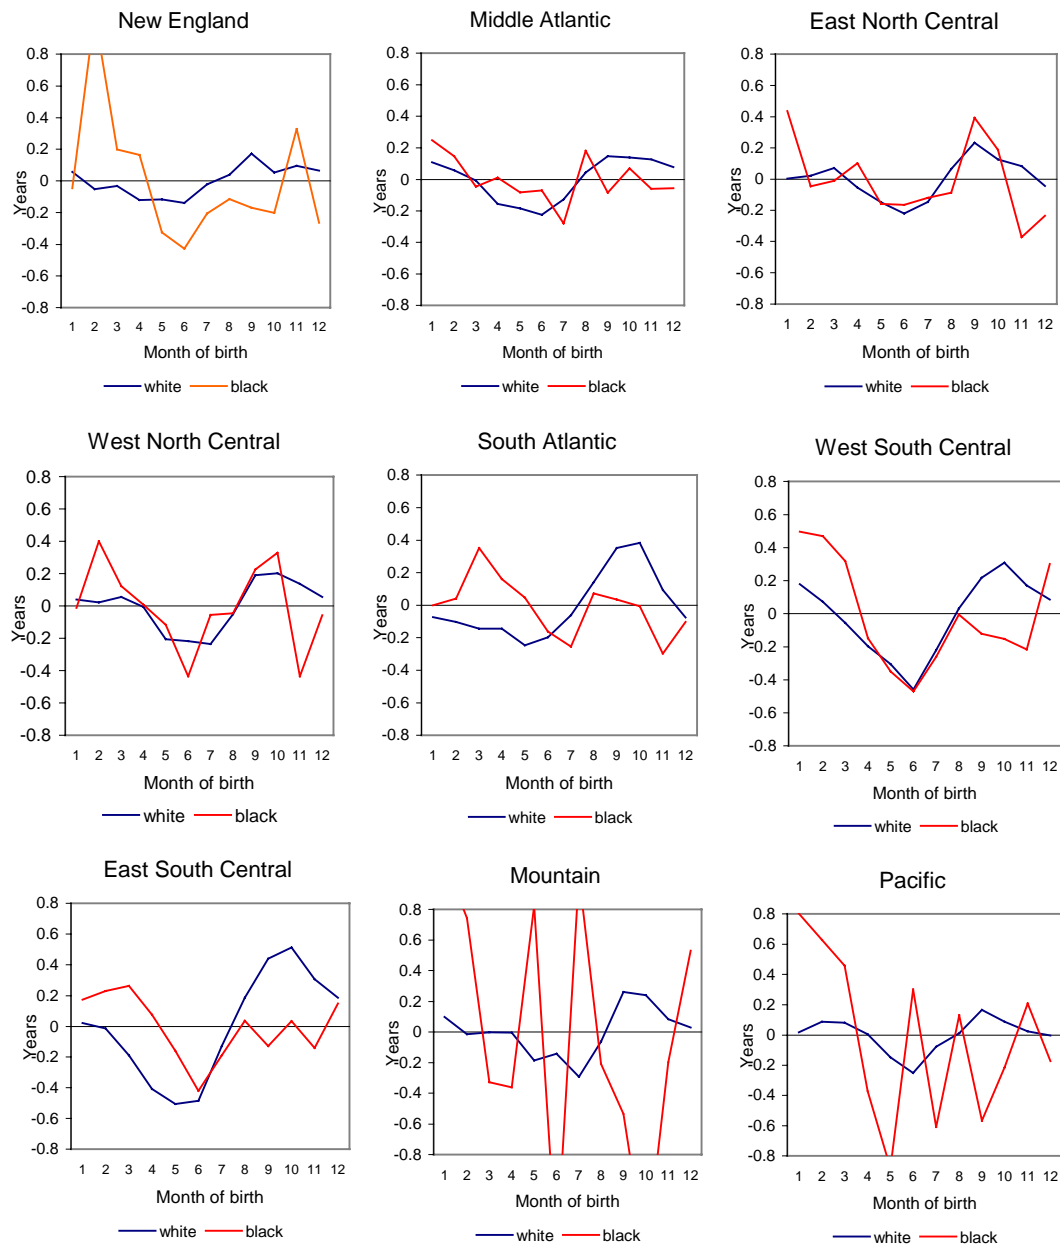 New England
0.8
0.6
0.4
0.2
0
-0.2
-0.4
-0.6
-0.8
Years
1 2 3 4 5 6 7 8 9 10 11 12
Month of birth
white black
Middle Atlantic
0.8
0.6
0.4
0.2
0
-0.2
-0.4
-0.6
-0.8
Years
1 2 3 4 5 6 7 8 9 10 11 12
Month of birth
white black
East North Central
0.8
0.6
0.4
0.2
0
-0.2
-0.4
-0.6
-0.8
Years
1 2 3 4 5 6 7 8 9 10 11 12
Month of birth
white black
West North Central
0.8
0.6
0.4
0.2
0
-0.2
-0.4
-0.6
-0.8
Years
1 2 3 4 5 6 7 8 9 10 11 12
Month of birth
white black
South Atlantic
0.8
0.6
0.4
0.2
0
-0.2
-0.4
-0.6
-0.8
Years
1 2 3 4 5 6 7 8 9 10 11 12
Month of birth
white black
West South Central
0.8
0.6
0.4
0.2
0
-0.2
-0.4
-0.6
-0.8
Years
1 2 3 4 5 6 7 8 9 10 11 12
Month of birth
white black
East South Central
0.8
0.6
0.4
0.2
0
-0.2
-0.4
-0.6
-0.8
Years
1 2 3 4 5 6 7 8 9 10 11 12
Month of birth
white black
Mountain
0.8
0.6
0.4
0.2
0
-0.2
-0.4
-0.6
-0.8
Years
1 2 3 4 5 6 7 8 9 10 11 12
Month of birth
white black
Pacific
0.8
0.6
0.4
0.2
0
-0.2
-0.4
-0.6
-0.8
Years
1 2 3 4 5 6 7 8 9 10 11 12
Month of birth
white black